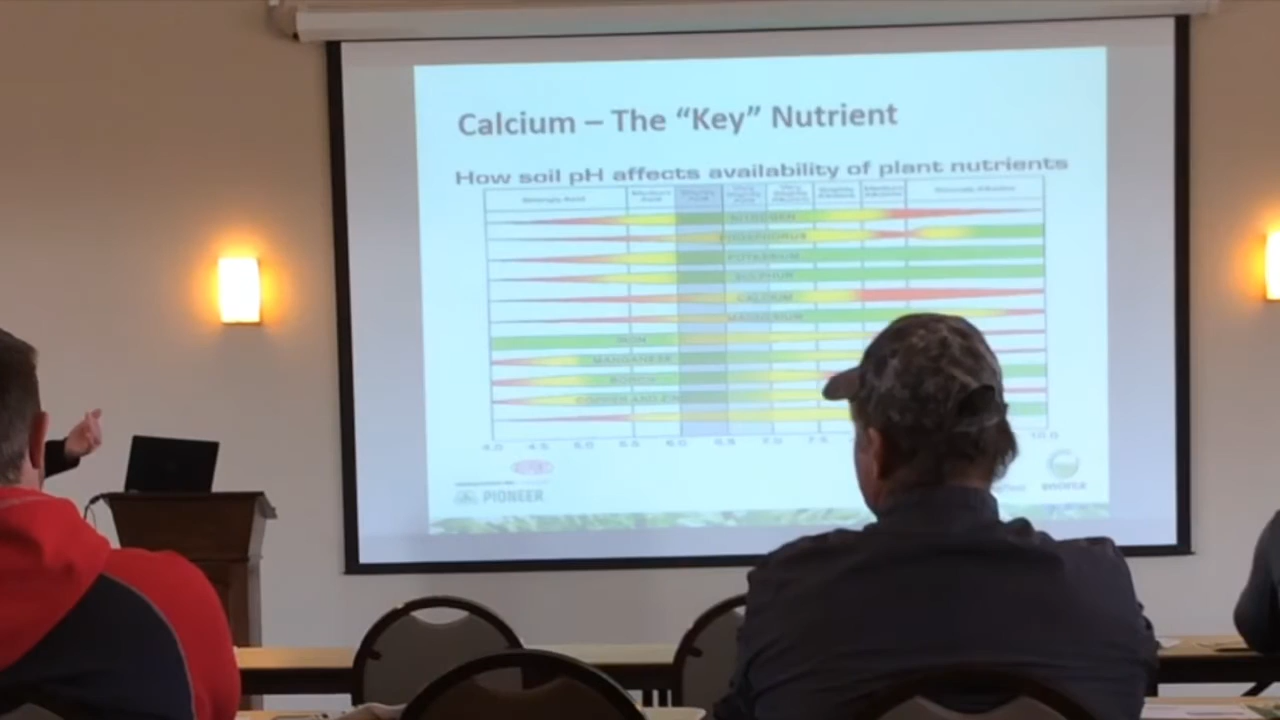 Calcium – The “Key” Nutrient
How soil pH affects availability of plant nutrients
Strongly Acid
NITROGEN
PHOSPHORUS
POTASSIUM
SULPHUR
CALCIUM
MAGNESIUM
IRON
MANGANESE
BORON
COPPER AND
4.0 4.5 5.0 5.5 6.0 6.5 7.0 7.5
10.0
PIONEER